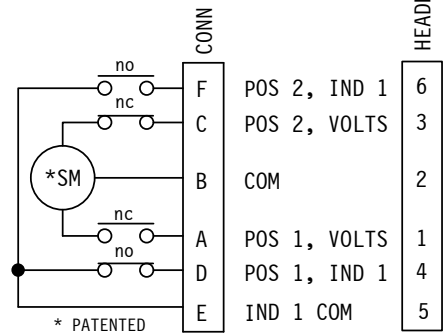 CONN
HEAD
no
F POS 2, IND 1 6
nc
C POS 2, VOLTS 3
*SM B COM 2
nc
A POS 1, VOLTS 1
no
D POS 1, IND 1 4
E IND 1 COM 5
* PATENTED